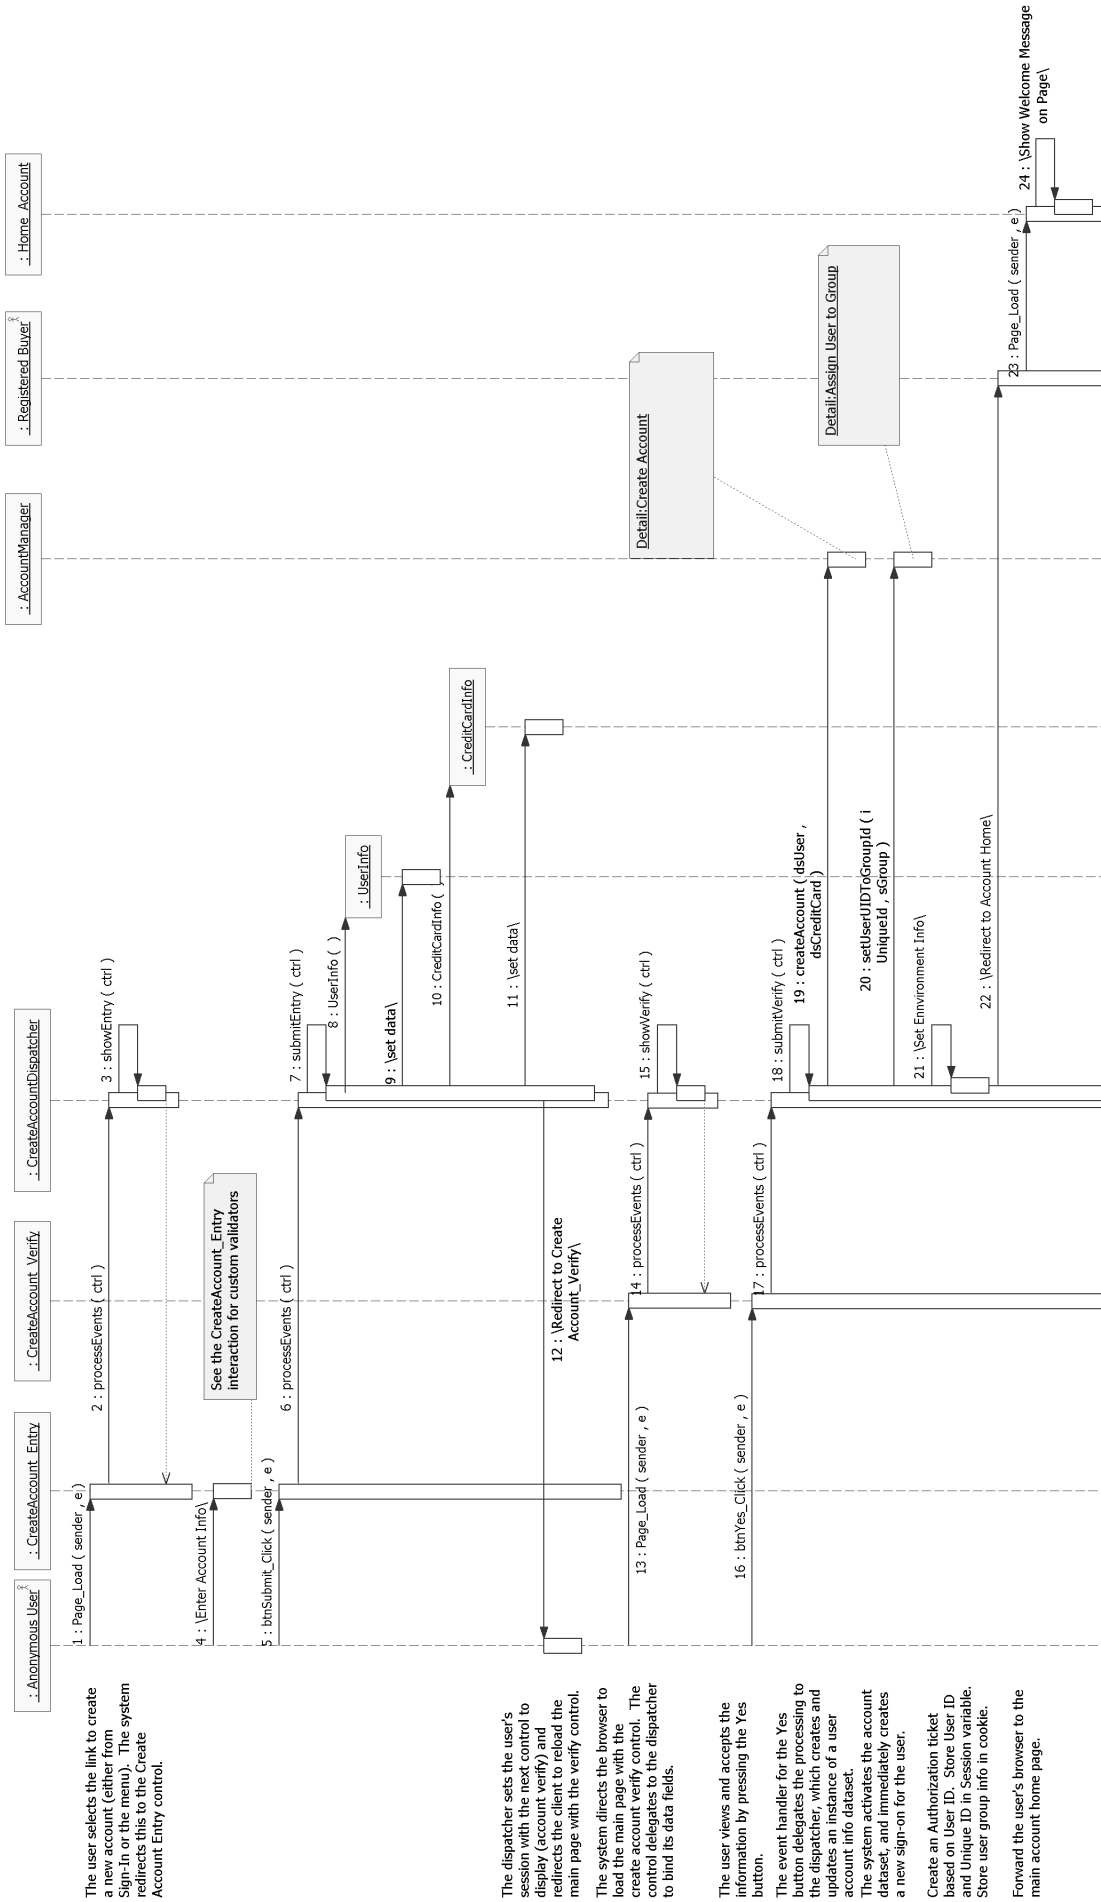 : Anonymous User
: CreateAccount_Entry
: CreateAccount_Verify
: CreateAccountDispatcher
: AccountManager
: Registered Buyer
: Home_Account
The user selects the link to create
a new account (either from
Sign-In or the menu). The system
redirects this to the Create
Account Entry control.
1 : Page_Load ( sender , e )
2 : processEvents ( ctrl )
3 : showEntry ( ctrl )
4 : \Enter Account Info\
See the CreateAccount_Entry
interaction for custom validators
5 : btnSubmit_Click ( sender , e )
6 : processEvents ( ctrl )
7 : submitEntry ( ctrl )
8 : UserInfo ( )
: UserInfo
9 : \set data\
10 : CreditCardInfo ( )
: CreditCardInfo
11 : \set data\
The dispatcher sets the user's
session with the next control to
display (account verify) and
redirects the client to reload the
main page with the verify control.
12 : \Redirect to Create
Account_Verify\
The system directs the browser to
load the main page with the
create account verify control. The
control delegates to the dispatcher
to bind its data fields.
13 : Page_Load ( sender , e )
14 : processEvents ( ctrl )
15 : showVerify ( ctrl )
Detail:Create Account
The user views and accepts the
information by pressing the Yes
button.
16 : btnYes_Click ( sender , e )
17 : processEvents ( ctrl )
18 : submitVerify ( ctrl )
The event handler for the Yes
button delegates the processing to
the dispatcher, which creates and
updates an instance of a user
account info dataset.
19 : createAccount ( dsUser ,
dsCreditCard )
Detail:Assign User to Group
The system activates the account
dataset, and immediately creates
a new sign-on for the user.
20 : setUserUIDToGroupId ( i
UniqueId , sGroup )
Create an Authorization ticket
based on User ID. Store User ID
and Unique ID in Session variable.
Store user group info in cookie.
21 : \Set Ennvironment Info\
22 : \Redirect to Account Home\
Forward the user's browser to the
main account home page.
23 : Page_Load ( sender , e )
24 : \Show Welcome Message
on Page\